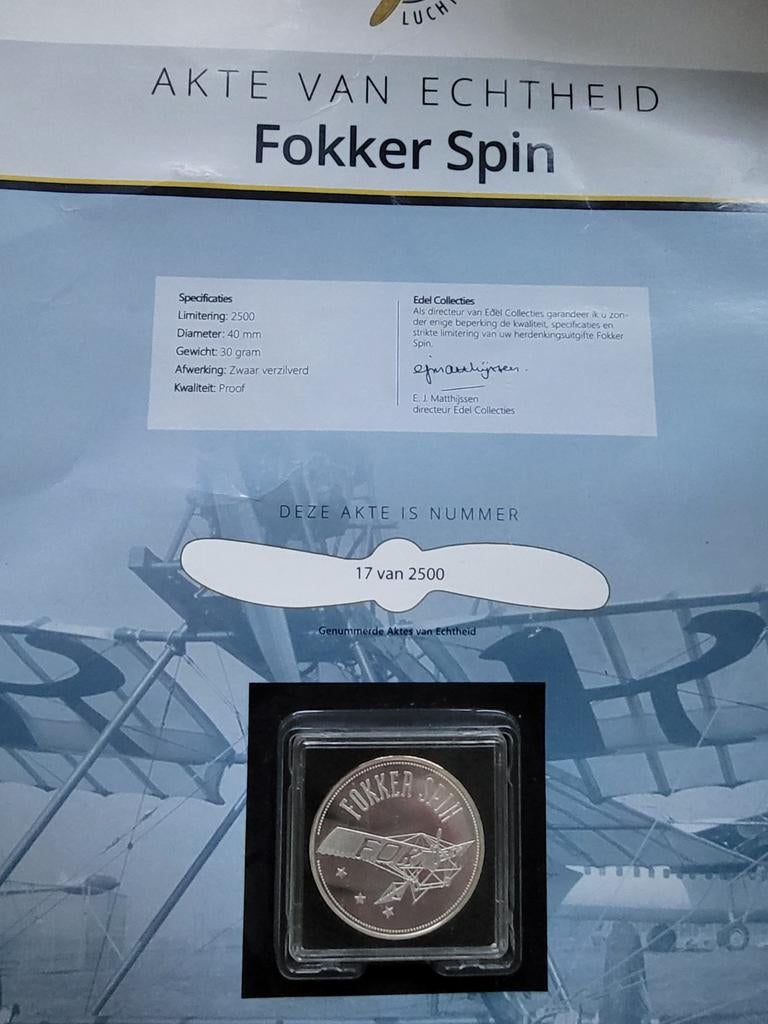 LUCH
AKTE VAN ECHTHEID
Fokker Spin
Specificaties
Limitering: 2500
Diameter: 40 mm
Gewicht: 30 gram
Afwerking: Zwaar verzilverd
Kwaliteit: Proof
Edel Collecties
Als directeur van Edel Collecties garandeer ik u zon-
der enige beperking de kwaliteit, specificaties en
strikte limitering van uw herdenkingsuitgifte Fokker
Spin.
ejmatthijssen.
E. J. Matthijssen
directeur Edel Collecties
DEZE AKTE IS NUMMER
17 van 2500
Genummerde Aktes van Echtheid
FOKKER SPIN
FOKKER